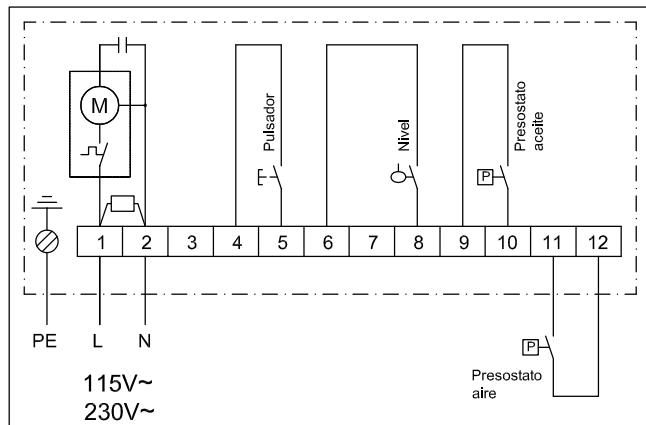 M
Pulsador
Nivel
Presostato
aceite
P
1 2 3 4 5 6 7 8 9 10 11 12
PE L N
P
Presostato
aire
115V~
230V~